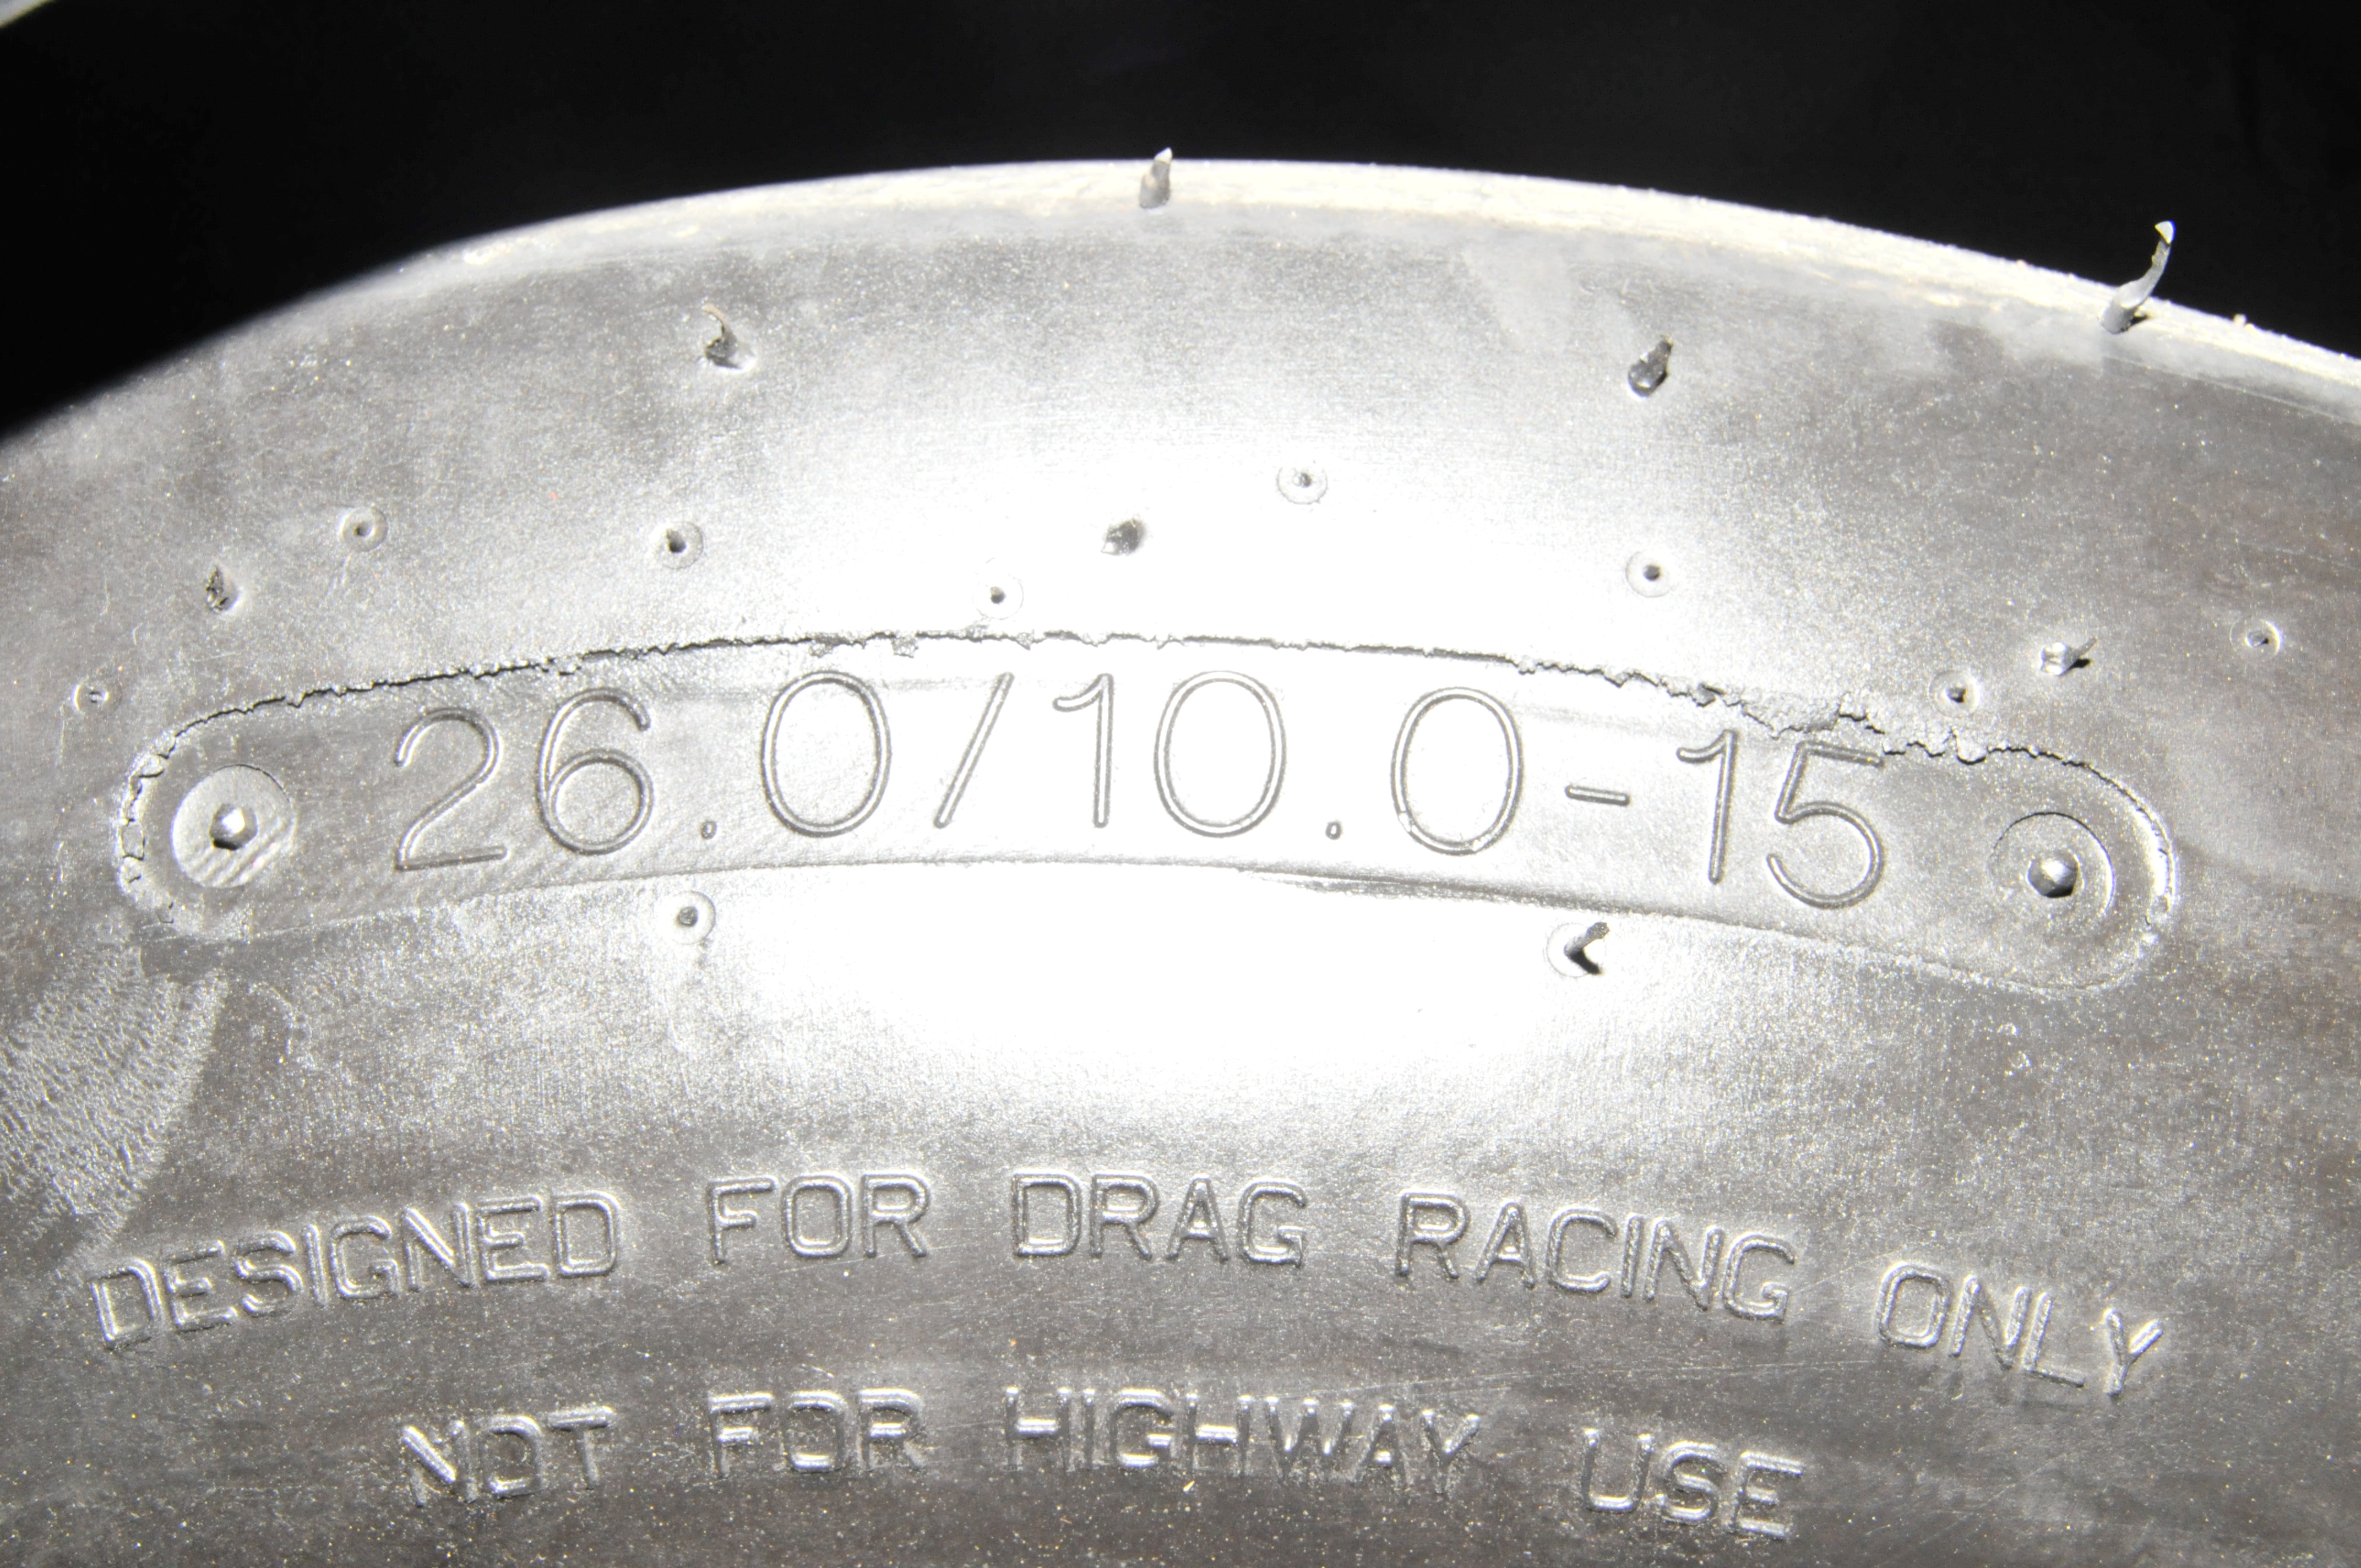 26.0/10.0-15
DESIGNED FOR DRAG RACING ONLY
NOT FOR HIGHWAY USE